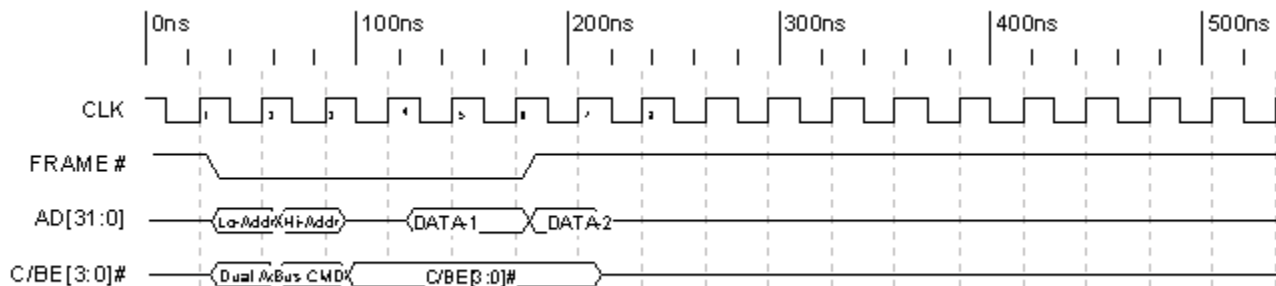 0ns 100ns 200ns 300ns 400ns 500ns
CLK 1 2 3 4 5 6 7 8
FRAME#
AD[31:0] Lo-Addr Hi-Addr DATA-1 DATA-2
C/BE[3:0]# Dual A Bus CMD C/BE[3:0]#